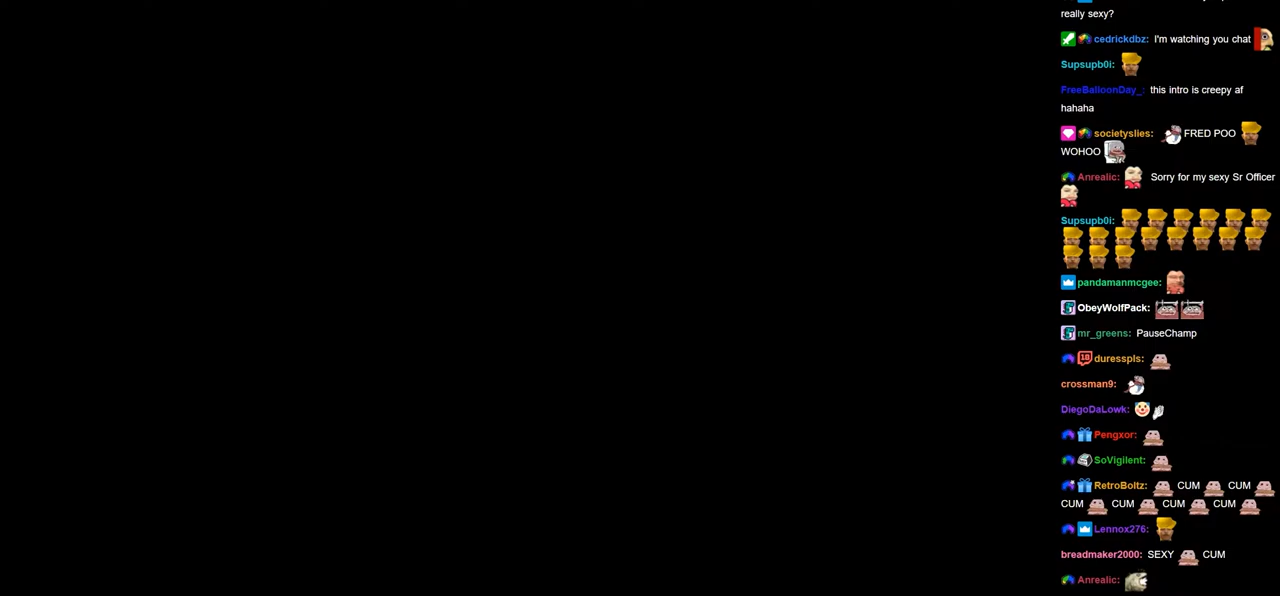 really sexy?
cedrickdbz: I'm watching you chat
Supsupb0i:
FreeBalloonDay_: this intro is creepy af
hahaha
societyslies: FRED POO
WOHOO
Anrealic: Sorry for my sexy Sr Officer
Supsupb0i:
pandamanmcgee:
ObeyWolfPack:
mr_greens: PauseChamp
duresspls:
crossman9:
DiegoDaLowk:
Pengxor:
SoVigilent:
RetroBoltz: CUM CUM
CUM CUM CUM CUM
Lennox276:
breadmaker2000: SEXY CUM
Anrealic: